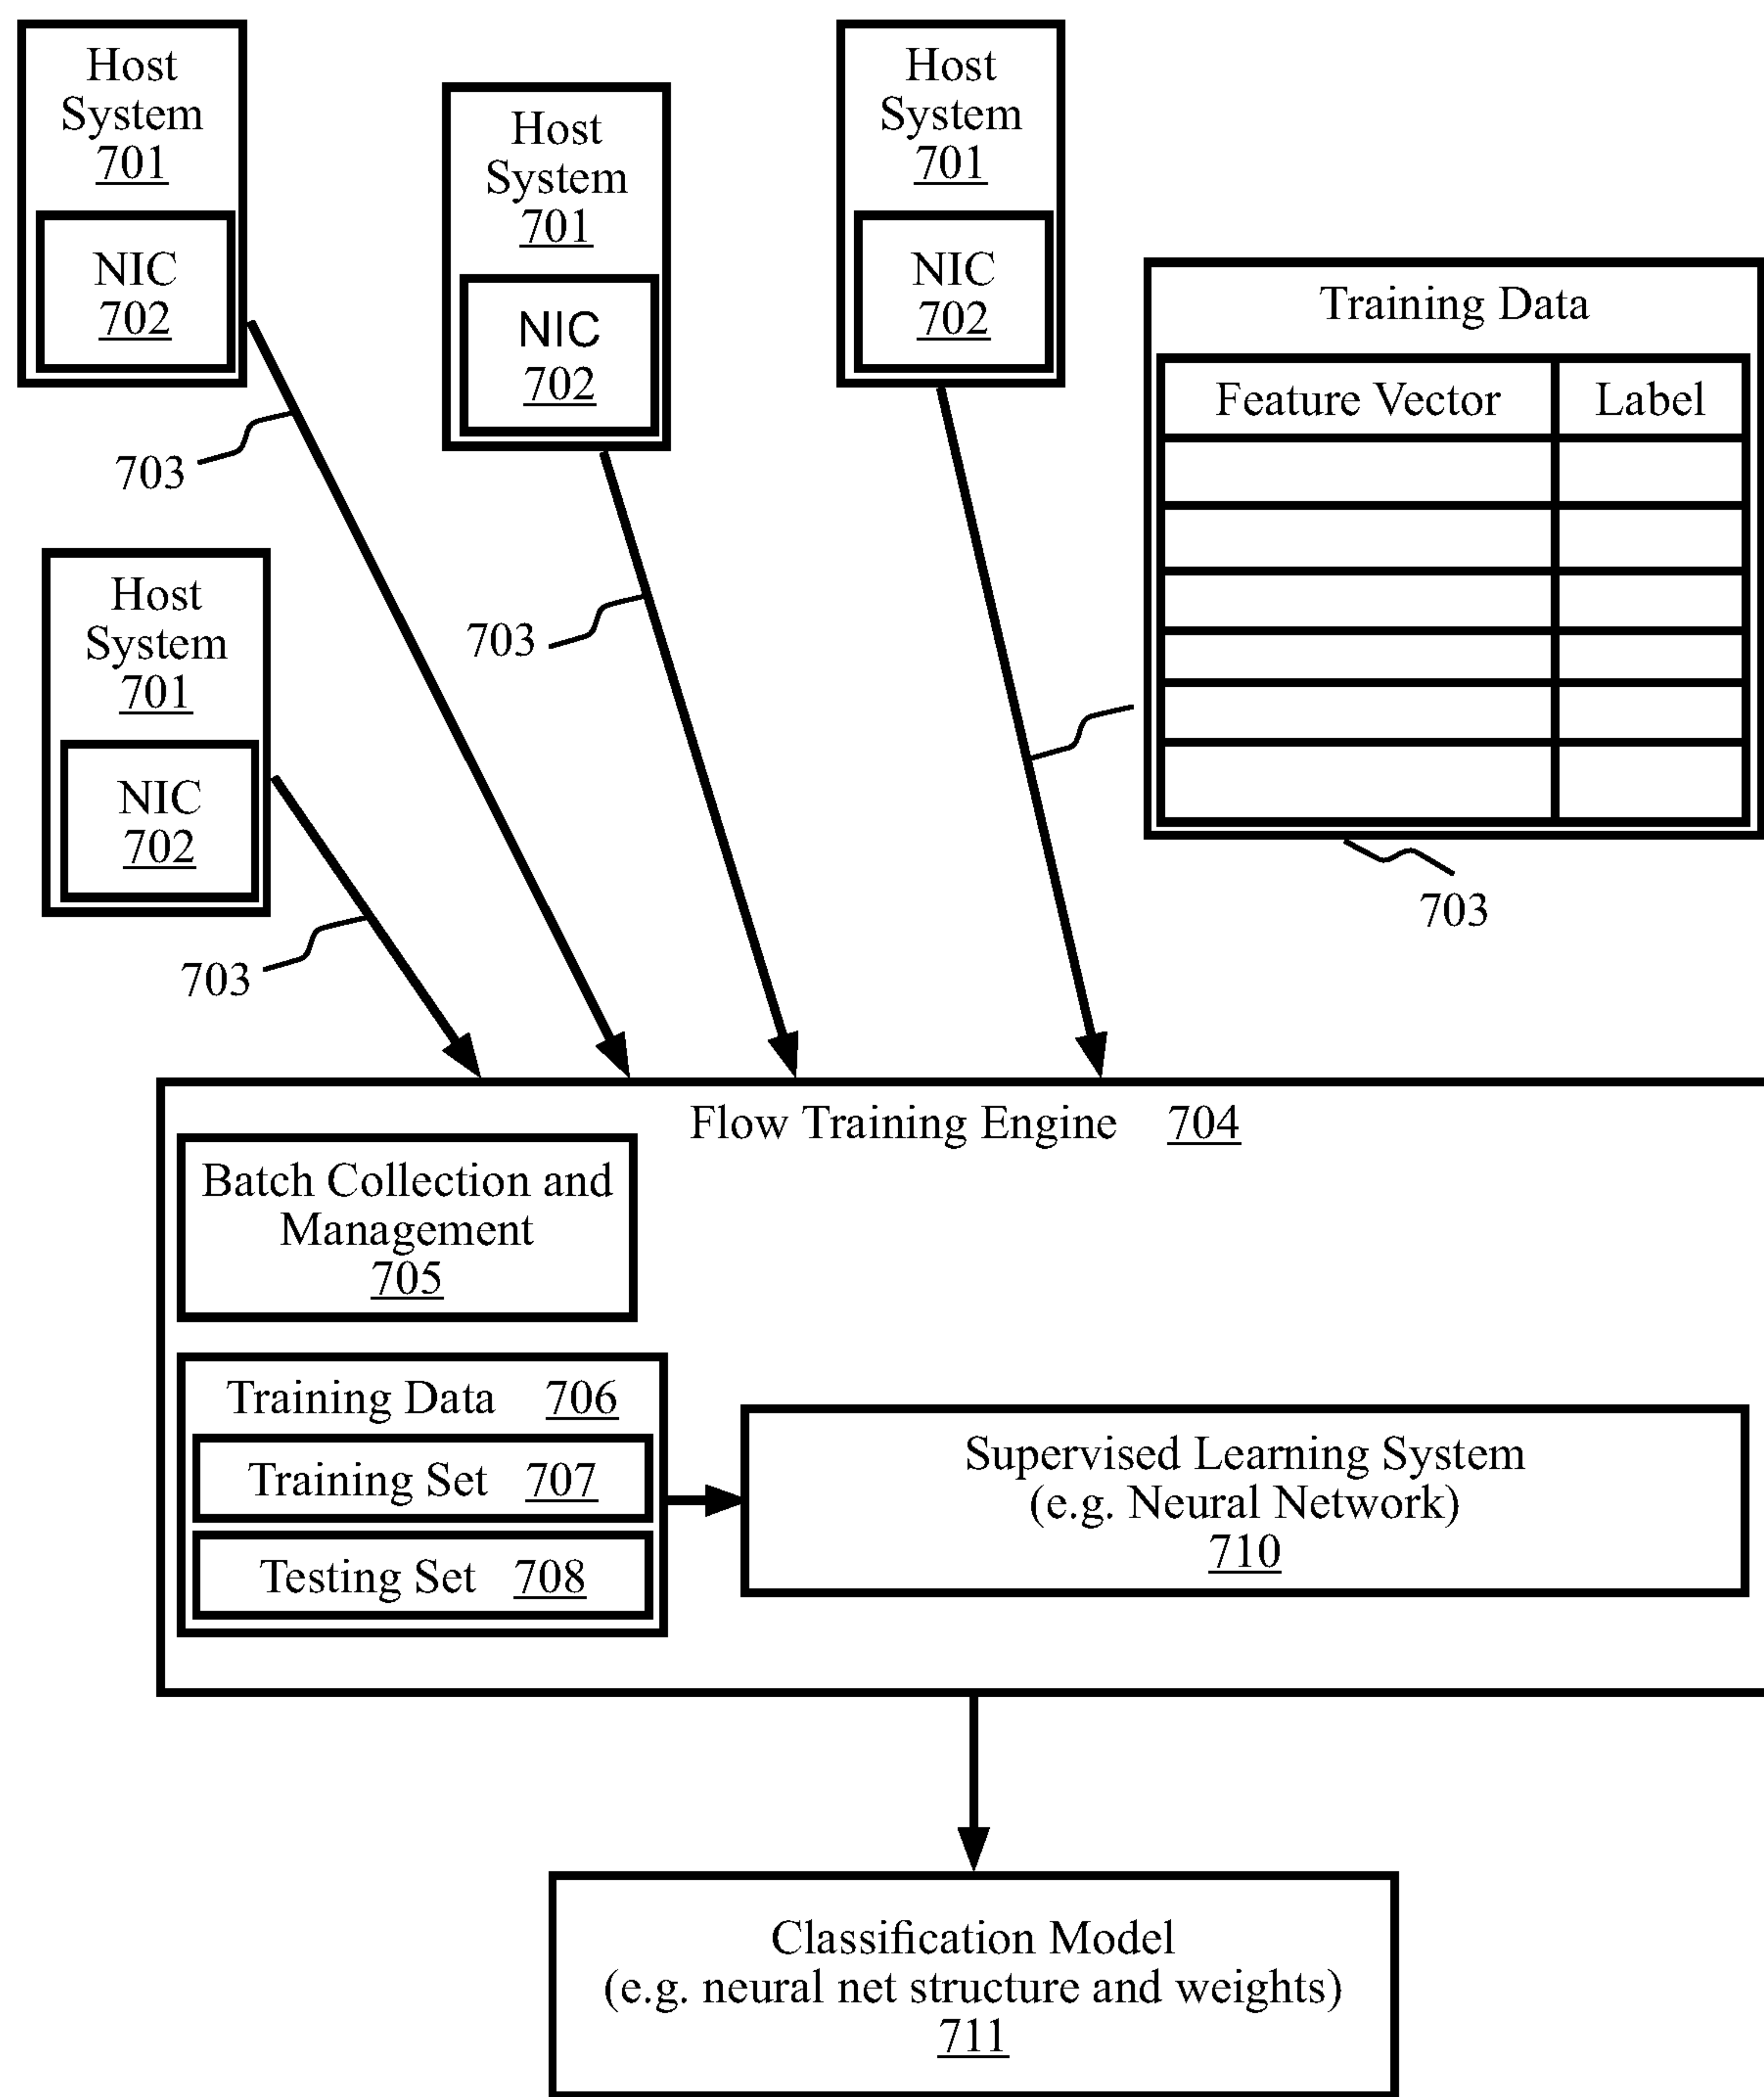 Host
System
701
NIC
702
Host
System
701
NIC
702
Host
System
701
NIC
702
Training Data
Feature Vector Label
703
703
Host
System
701
NIC
702
703
703
Flow Training Engine 704
Batch Collection and
Management
705
Training Data 706
Training Set 707
Testing Set 708
Supervised Learning System
(e.g. Neural Network)
710
Classification Model
(e.g. neural net structure and weights)
711